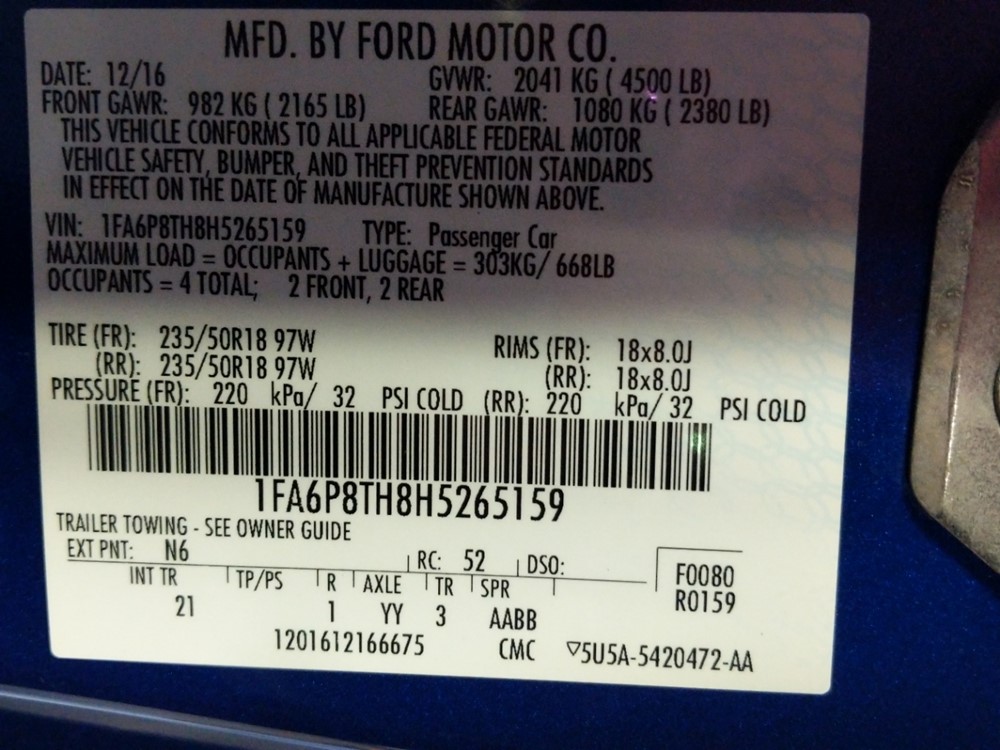 MFD. BY FORD MOTOR CO.
DATE: 12/16 GVWR: 2041 KG ( 4500 LB)
FRONT GAWR: 982 KG ( 2165 LB) REAR GAWR: 1080 KG ( 2380 LB)
THIS VEHICLE CONFORMS TO ALL APPLICABLE FEDERAL MOTOR
VEHICLE SAFETY, BUMPER, AND THEFT PREVENTION STANDARDS
IN EFFECT ON THE DATE OF MANUFACTURE SHOWN ABOVE.
VIN: 1FA6P8TH8H5265159 TYPE: Passenger Car
MAXIMUM LOAD = OCCUPANTS + LUGGAGE = 303KG/ 668LB
OCCUPANTS = 4 TOTAL; 2 FRONT, 2 REAR
TIRE (FR): 235/50R18 97W RIMS (FR): 18x8.0J
(RR): 235/50R18 97W (RR): 18x8.0J
PRESSURE (FR): 220 kPa/ 32 PSI COLD (RR): 220 kPa/ 32 PSI COLD
1FA6P8TH8H5265159
TRAILER TOWING - SEE OWNER GUIDE
EXT PNT: N6 RC: 52 DSO:
F0080
INT TR TP/PS R AXLE TR SPR
R0159
21 1 YY 3 AABB
1201612166675 CMC ▽5U5A-5420472-AA